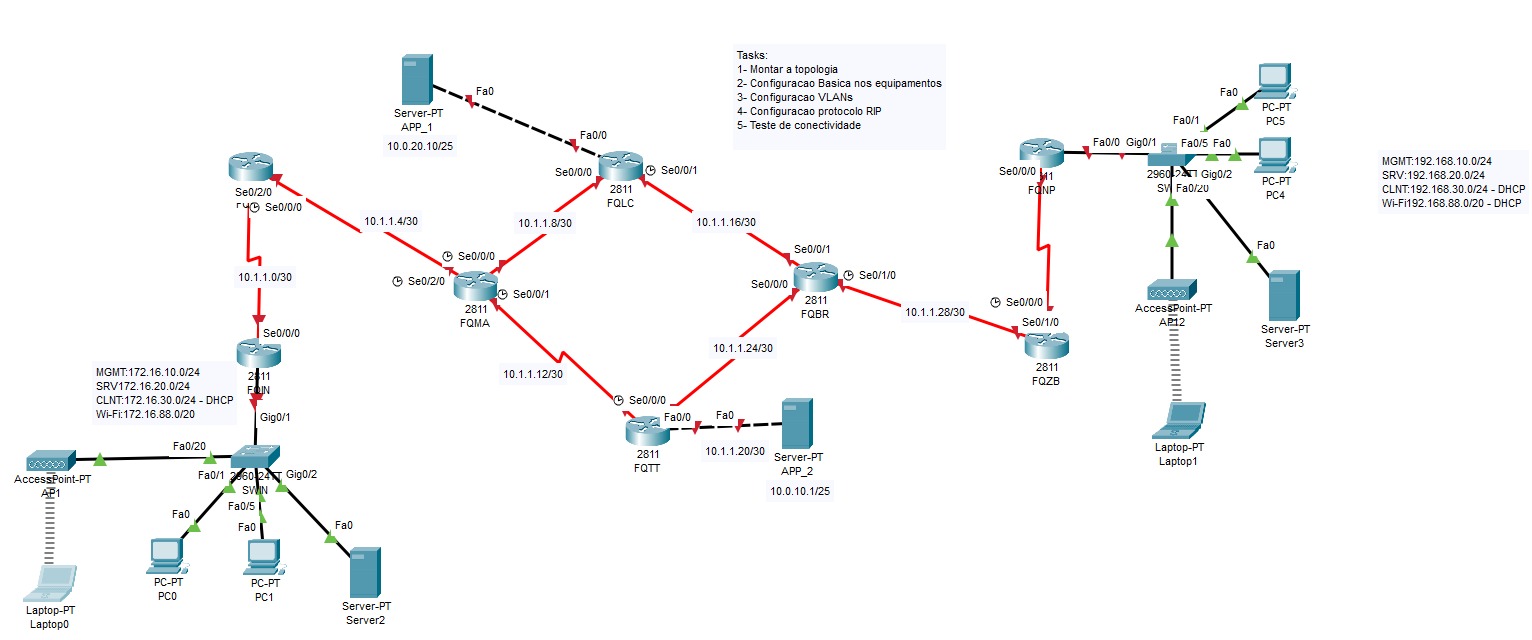 Tasks:
1- Montar a topologia
2- Configuracao Basica nos equipamentos
3- Configuracao VLANs
4- Configuracao protocolo RIP
5- Teste de conectividade
Fa0
Server-PT
APP_1
10.0.20.10/25
Fa0/0
Se0/0/0
Se0/0/1
2811
FQLC
Se0/2/0
Se0/0/0
10.1.1.4/30
10.1.1.8/30
10.1.1.16/30
10.1.1.0/30
Se0/0/0
Se0/2/0
Se0/0/1
2811
FQMA
Se0/0/1
Se0/0/0
Se0/1/0
2811
FQBR
10.1.1.28/30
10.1.1.24/30
10.1.1.12/30
Se0/0/0
2811
FQIN
Gig0/1
MGMT:172.16.10.0/24
SRV172.16.20.0/24
CLNT:172.16.30.0/24 - DHCP
Wi-Fi:172.16.88.0/20
Se0/0/0
Fa0/0
Fa0
2811
FQTT
10.1.1.20/30
Server-PT
APP_2
10.0.10.1/25
Fa0/20
AccessPoint-PT
AP1
Fa0/1
2960-24TT
SWIN
Gig0/2
Fa0/5
Fa0
Fa0
Fa0
PC-PT
PC0
PC-PT
PC1
Server-PT
Server2
Laptop-PT
Laptop0
Fa0
PC-PT
PC5
Fa0/1
Fa0/0
Gig0/1
Fa0/5
Fa0
Se0/0/0
FQNP
2960-24TT
Gig0/2
Fa0/20
PC-PT
PC4
MGMT:192.168.10.0/24
SRV:192.168.20.0/24
CLNT:192.168.30.0/24 - DHCP
Wi-Fi192.168.88.0/20 - DHCP
Fa0
Se0/0/0
Se0/1/0
2811
FQZB
AccessPoint-PT
AP12
Server-PT
Server3
Laptop-PT
Laptop1